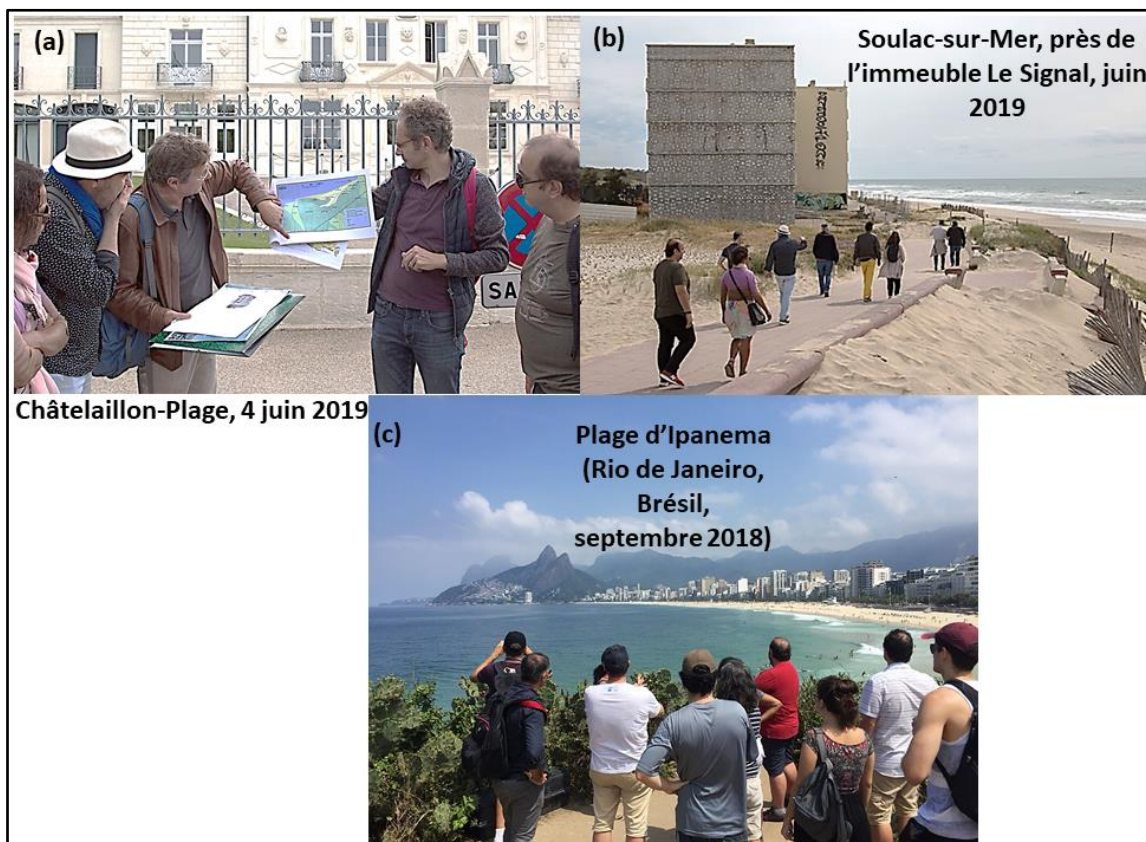 (a)
(b)
Soulac-sur-Mer, près de
l’immeuble Le Signal, juin
2019
SA
Châtelaillon-Plage, 4 juin 2019
(c)
Plage d’Ipanema
(Rio de Janeiro,
Brésil,
septembre 2018)